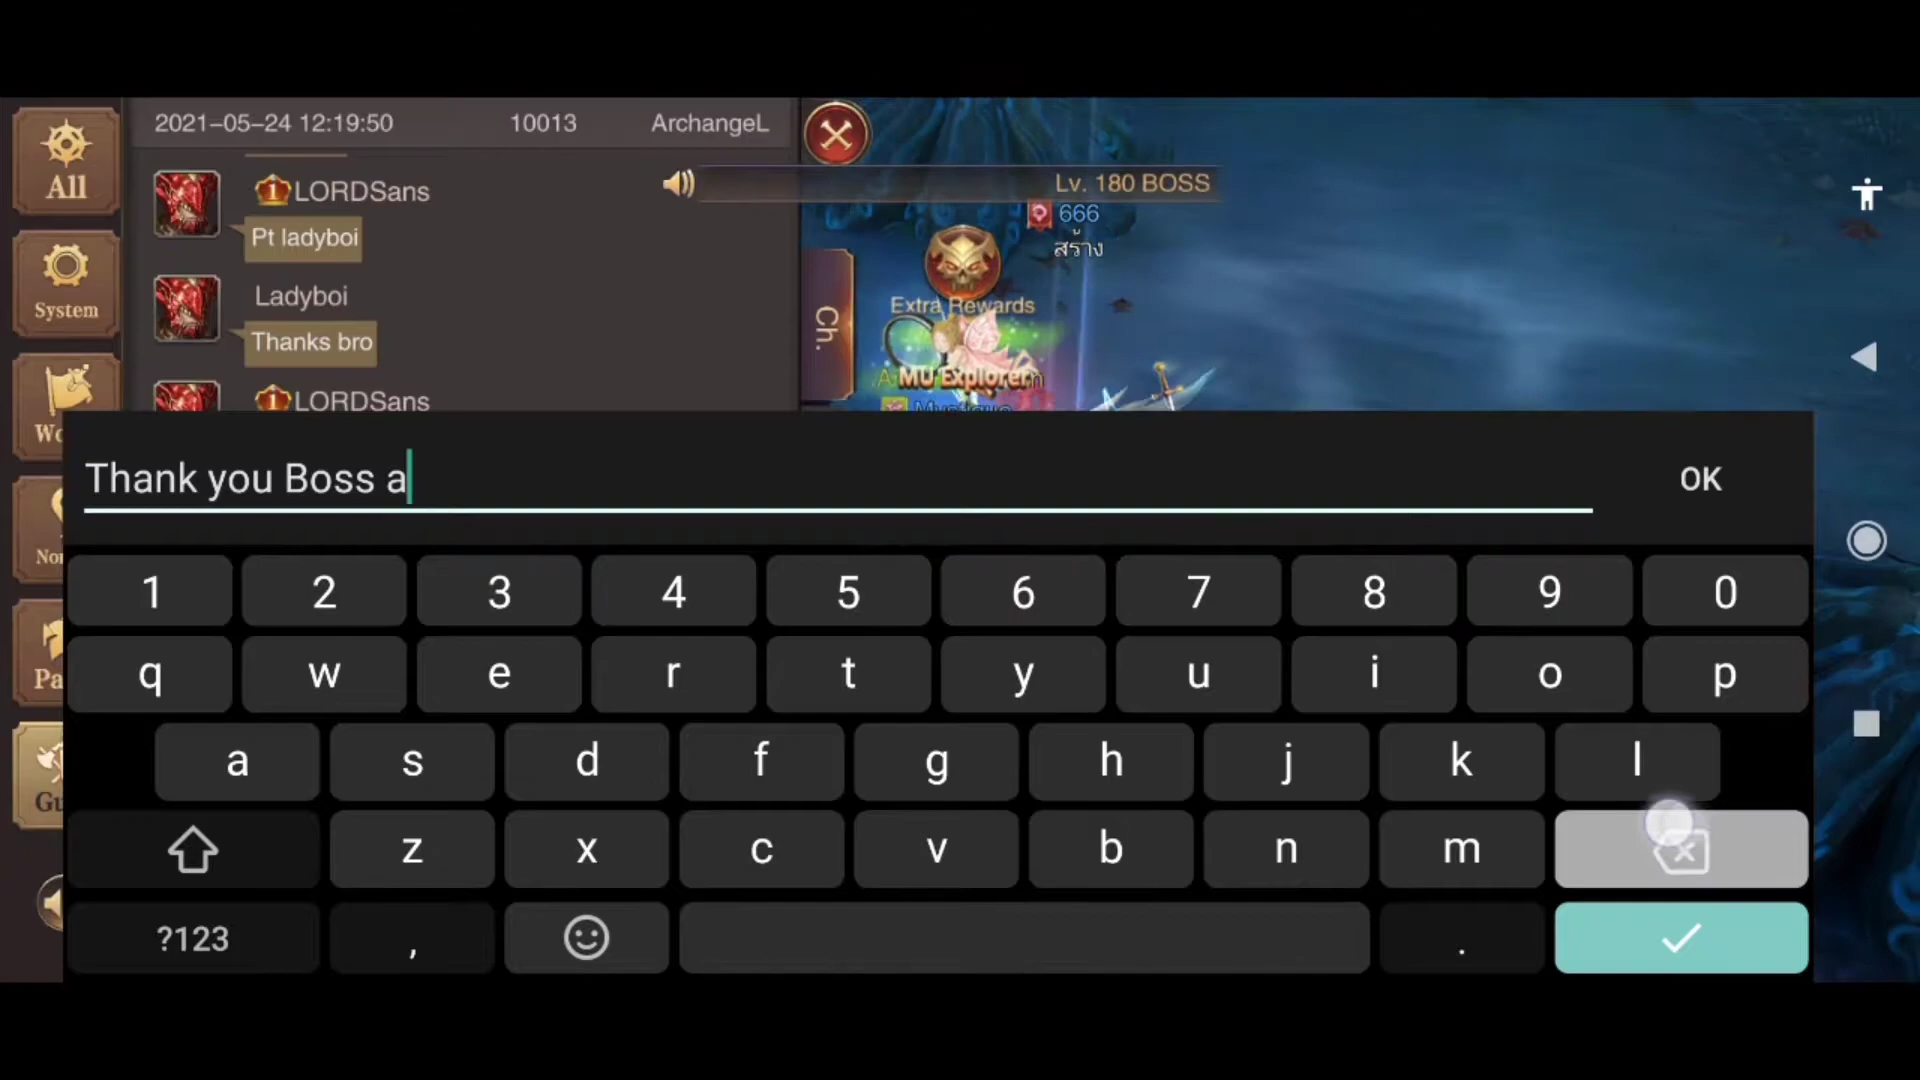 2021-05-24 12:19:50 10013 ArchangeL
All
LORDSans
Pt ladyboi
Lv. 180 BOSS
666
สร้าง
System
Ladyboi
Thanks bro
Extra Rewards
Ch.
MU Explorer
LORDSans
Thank you Boss a
OK
1 2 3 4 5 6 7 8 9 0
q w e r t y u i o p
a s d f g h j k l
z x c v b n m
?123 , .